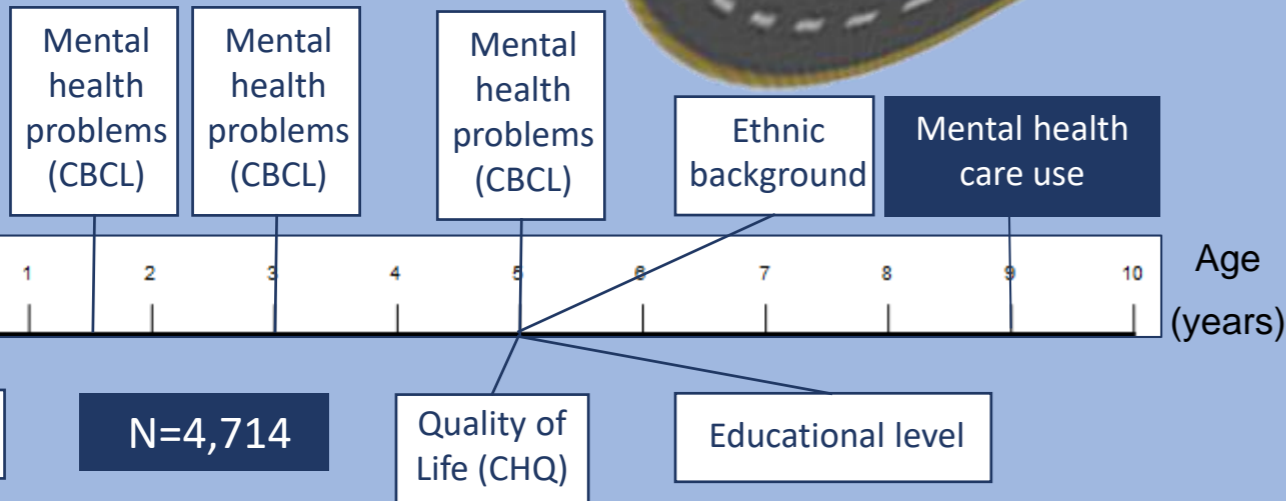 Mental
health
problems
(CBCL)
Mental
health
problems
(CBCL)
Mental
health
problems
(CBCL)
Ethnic
background
Mental health
care use
1 2 3 4 5 6 7 8 9 10
Age
(years)
N=4,714
Quality of
Life (CHQ)
Educational level